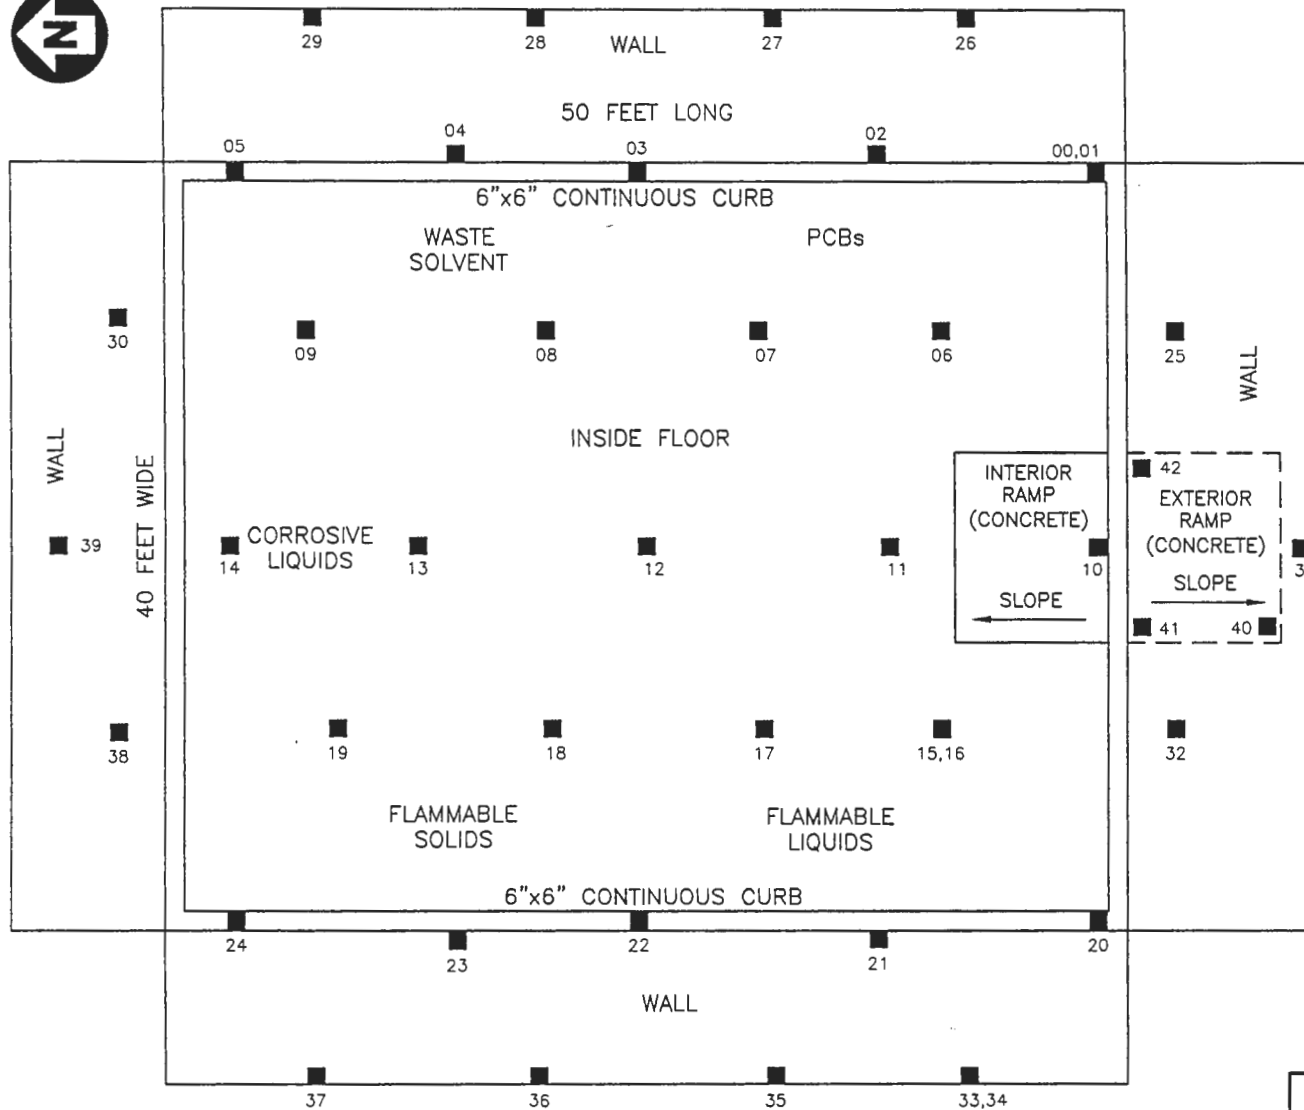 N
29
28
27
26
WALL
50 FEET LONG
05
04
03
02
00,01
6"x6" CONTINUOUS CURB
WASTE
SOLVENT
PCBs
30
09
08
07
06
25
WALL
WALL
40 FEET WIDE
INSIDE FLOOR
INTERIOR
RAMP
(CONCRETE)
42
EXTERIOR
RAMP
(CONCRETE)
39
14
CORROSIVE
LIQUIDS
13
12
11
10
SLOPE
SLOPE
41
40
38
19
18
17
15,16
32
FLAMMABLE
SOLIDS
FLAMMABLE
LIQUIDS
6"x6" CONTINUOUS CURB
24
23
22
21
20
WALL
37
36
35
33,34